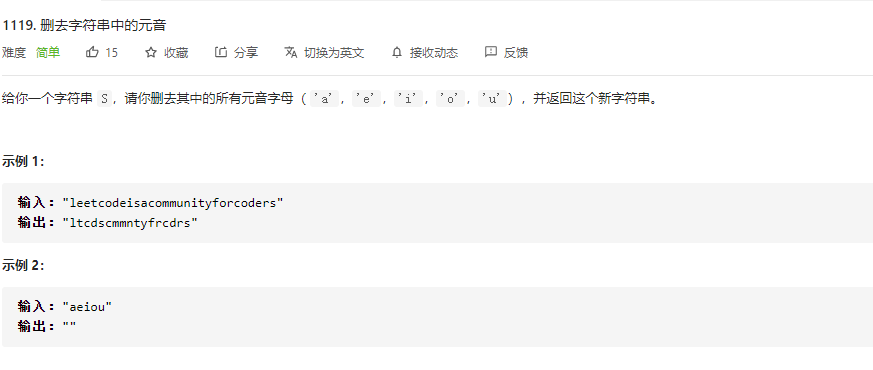 1119. 删去字符串中的元音
难度 简单 15 收藏 分享 切换为英文 接收动态 反馈
给你一个字符串 S，请你删去其中的所有元音字母（ 'a'，'e'，'i'，'o'，'u'），并返回这个新字符串。
示例 1：
输入："leetcodeisacommunityforcoders"
输出："ltcdscmmntyfrcdrs"
示例 2：
输入："aeiou"
输出：""